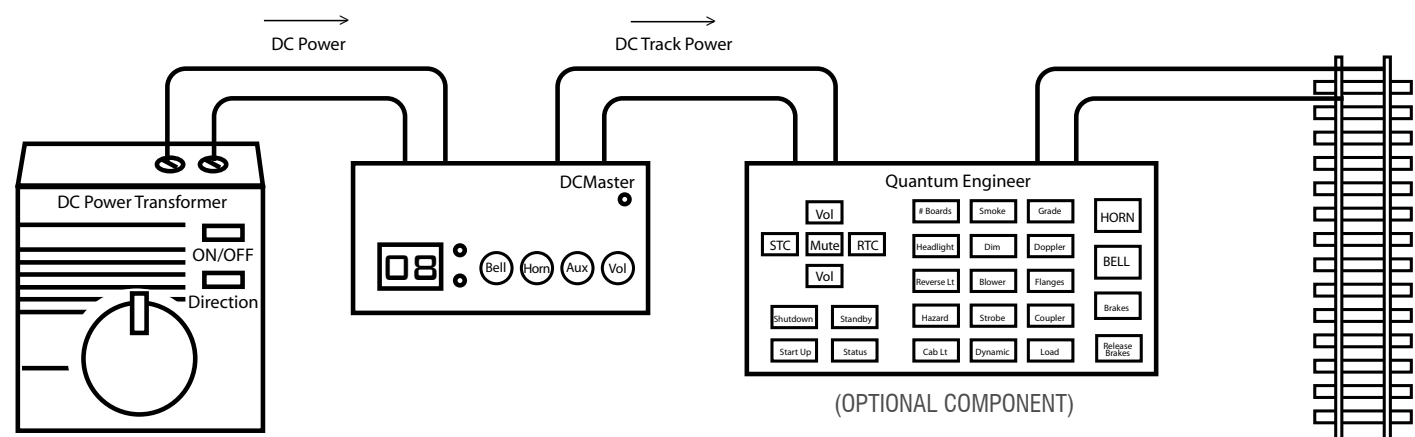 DC Power
DC Track Power
DC Power Transformer
ON/OFF
Direction
DCMaster
08
Bell
Horn
Aux
Vol
Quantum Engineer
Vol
STC
Mute
RTC
Vol
Shutdown
Standby
Start Up
Status
# Boards
Smoke
Grade
Headlight
Dim
Doppler
Reverse Lt
Blower
Flanges
Hazard
Strobe
Coupler
Cab Lt
Dynamic
Load
HORN
BELL
Brakes
Release
Brakes
(OPTIONAL COMPONENT)